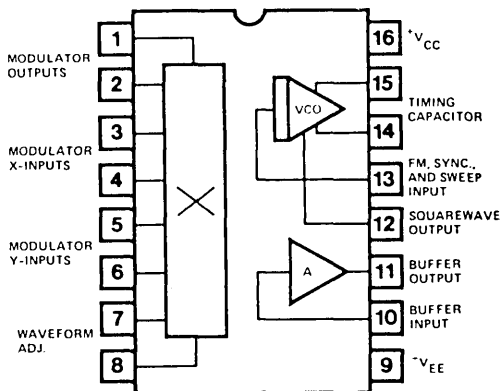 1
MODULATOR
OUTPUTS
2
3
MODULATOR
X-INPUTS
4
5
MODULATOR
Y-INPUTS
6
7
WAVEFORM
ADJ.
8
VCO
A
16 +VCC
15
TIMING
CAPACITOR
14
13 FM, SYNC.,
AND SWEEP
INPUT
12 SQUAREWAVE
OUTPUT
11 BUFFER
OUTPUT
10 BUFFER
INPUT
9 -VEE